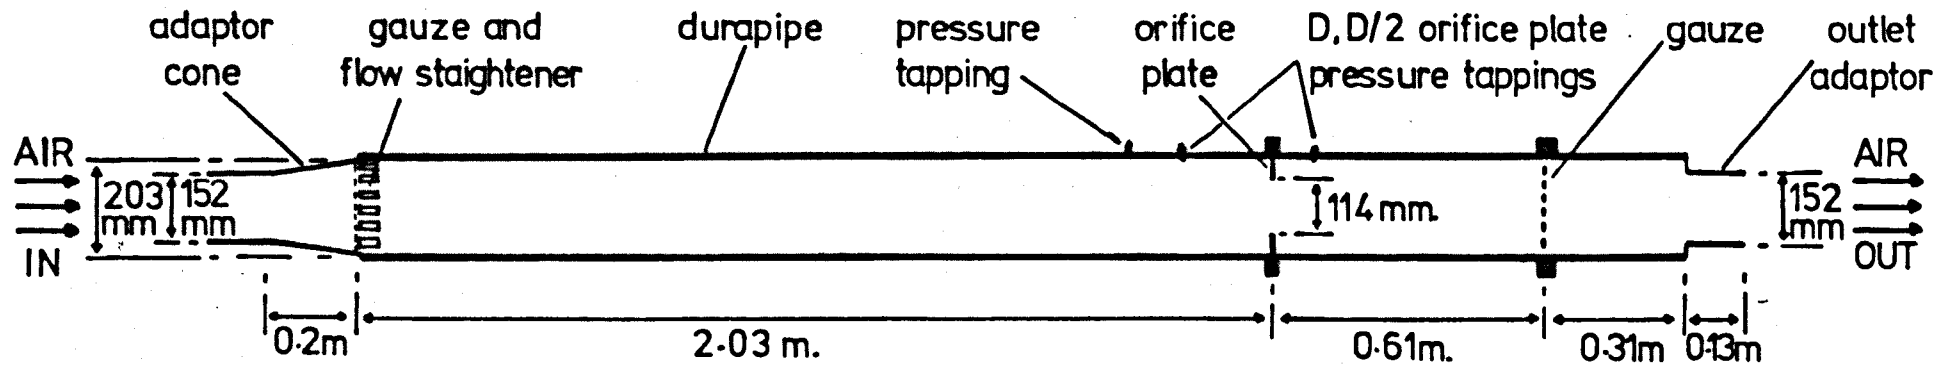 adaptor
cone
gauze and
flow staightener
durapipe
pressure
tapping
orifice
plate
D, D/2 orifice plate
pressure tappings
gauze
outlet
adaptor
AIR
IN
203
mm
152
mm
114 mm.
152
mm
AIR
OUT
0.2m
2.03 m.
0.61m.
0.31m
0.13m